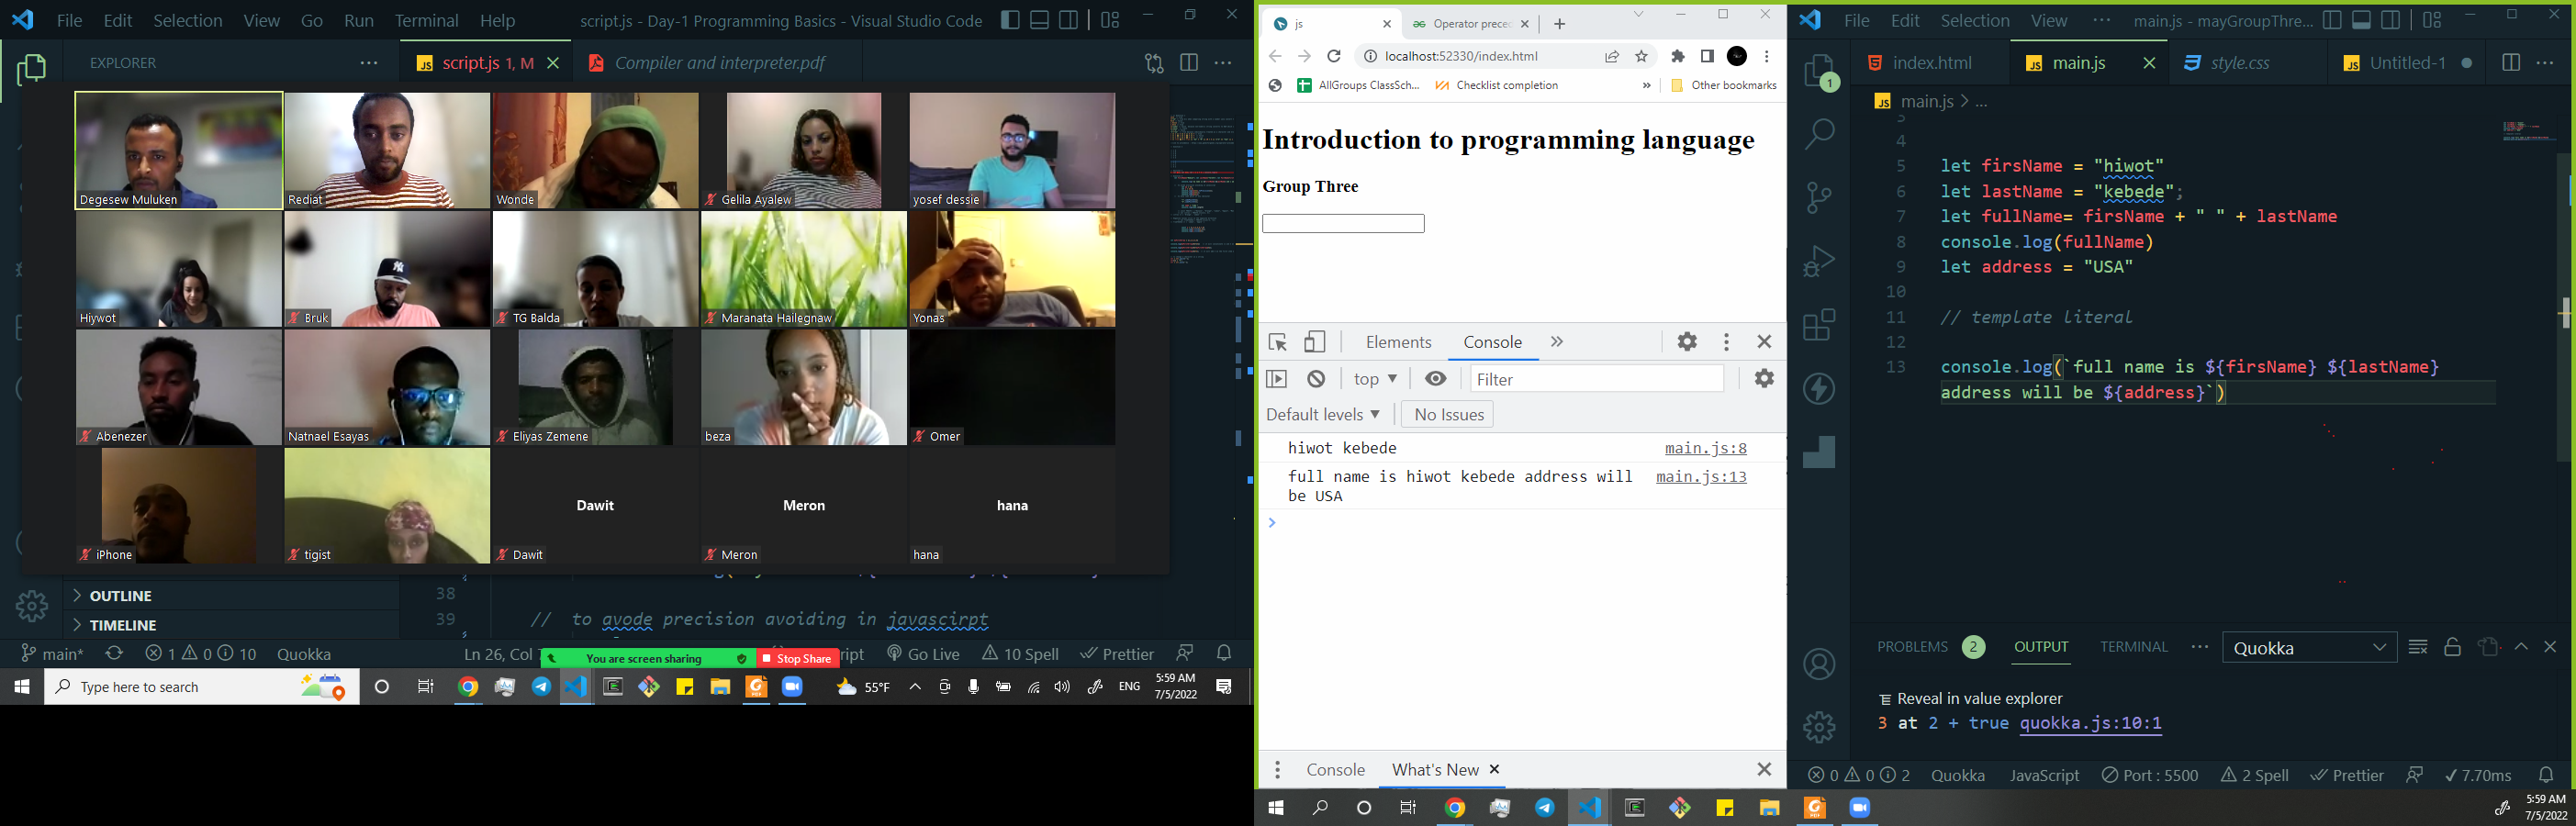 File Edit Selection View Go Run Terminal Help script.js - Day-1 Programming Basics - Visual Studio Code
EXPLORER
script.js 1, M
Compiler and interpreter.pdf
Degesew Muluken
Rediat
Wonde
Gelila Ayalew
yosef dessie
Hiywot
Bruk
TG Balda
Maranata Hailegnaw
Yonas
Abenezer
Natnael Esayas
Eliyas Zemene
beza
Omer
iPhone
tigist
Dawit
Dawit
Meron
Meron
hana
hana
OUTLINE
TIMELINE
38
39 // to avode precision avoiding in javascirpt
main* 1 0 10 Quokka Ln 26, Col
You are screen sharing Stop Share
Go Live 10 Spell Prettier
Type here to search
55°F ENG 5:59 AM
7/5/2022
js
Operator prece
localhost:52330/index.html
AllGroups ClassSch... Checklist completion » Other bookmarks
Introduction to programming language
Group Three
Elements Console »
top Filter
Default levels No Issues
hiwot kebede main.js:8
full name is hiwot kebede address will main.js:13
be USA
Console What's New
File Edit Selection View ... main.js - mayGroupThre...
index.html main.js style.css Untitled-1
1
main.js > ...
4
5 let firsName = "hiwot"
6 let lastName = "kebede";
7 let fullName= firsName + " " + lastName
8 console.log(fullName)
9 let address = "USA"
10
11 // template literal
12
13 console.log(`full name is ${firsName} ${lastName}
address will be ${address}`)
PROBLEMS 2 OUTPUT TERMINAL ... Quokka
Reveal in value explorer
3 at 2 + true quokka.js:10:1
0 0 2 Quokka JavaScript Port : 5500 2 Spell Prettier 7.70ms
5:59 AM
7/5/2022